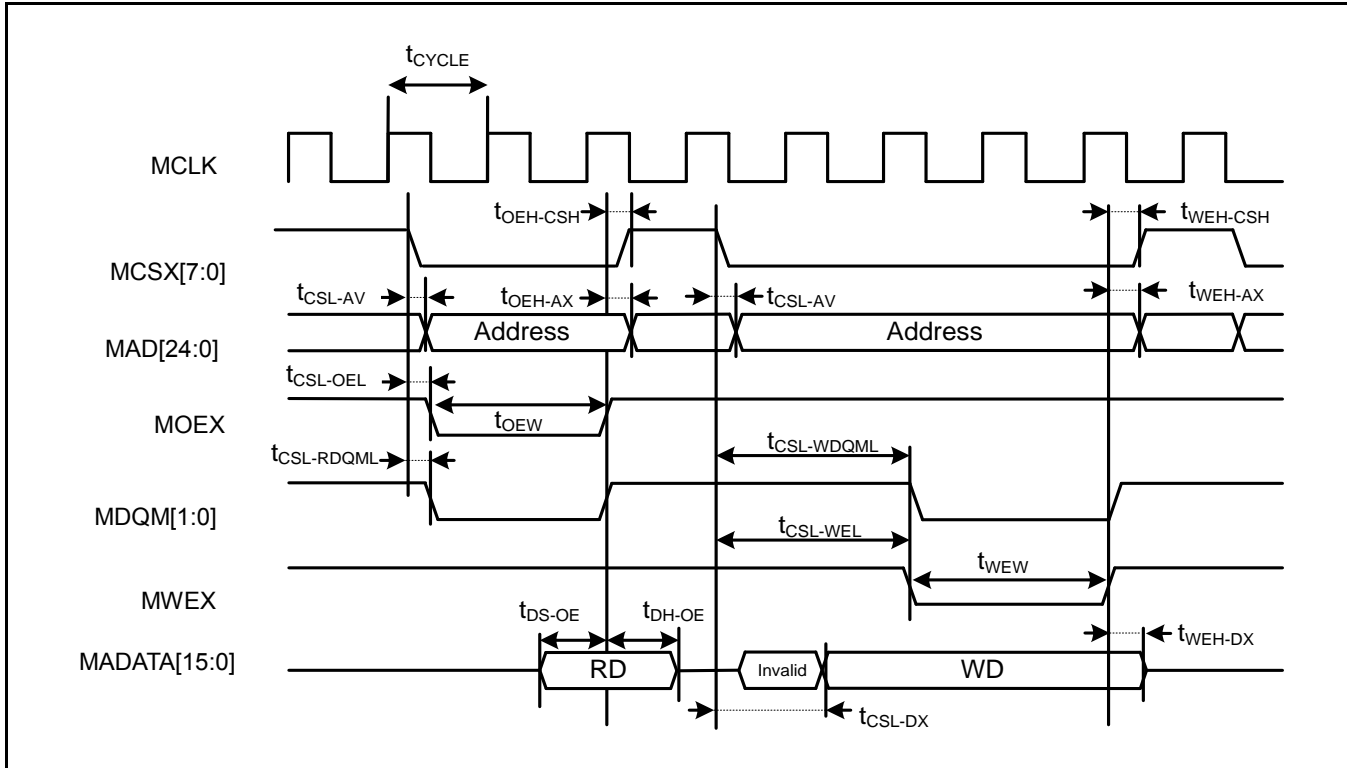 tCYCLE
MCLK
tOEH-CSH
tWEH-CSH
MCSX[7:0]
tCSL-AV
tOEH-AX
tCSL-AV
tWEH-AX
MAD[24:0]
Address
Address
tCSL-OEL
MOEX
tOEW
tCSL-RDQML
tCSL-WDQML
MDQM[1:0]
tCSL-WEL
tWEW
MWEX
tDS-OE
tDH-OE
tWEH-DX
MADATA[15:0]
RD
Invalid
WD
tCSL-DX